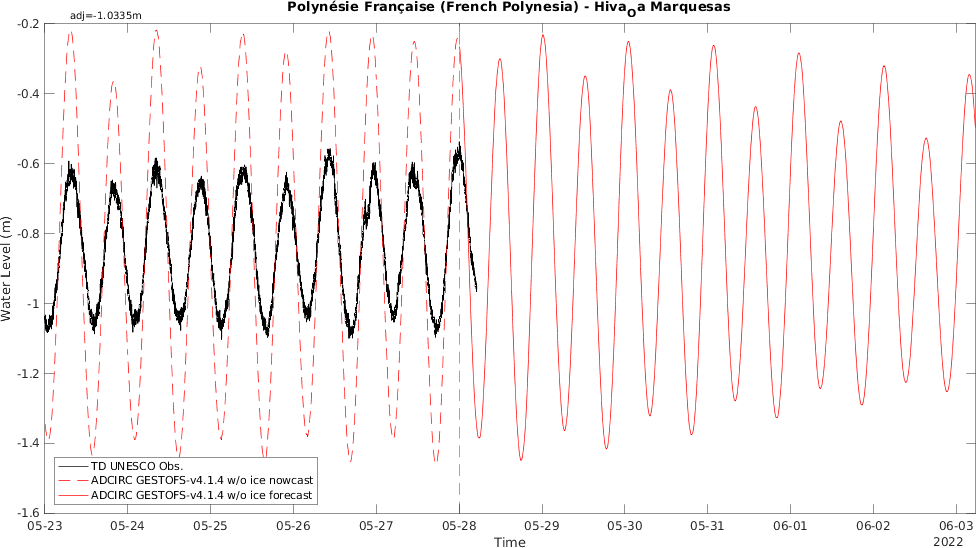 Polynésie Française (French Polynesia) - Hiva_Oa Marquesas
adj=-1.0335m
-0.2
-0.4
-0.6
-0.8
-1
-1.2
-1.4
-1.6
Water Level (m)
TD UNESCO Obs.
ADCIRC GESTOFS-v4.1.4 w/o ice nowcast
ADCIRC GESTOFS-v4.1.4 w/o ice forecast
05-23 05-24 05-25 05-26 05-27 05-28 05-29 05-30 05-31 06-01 06-02 06-03
Time 2022